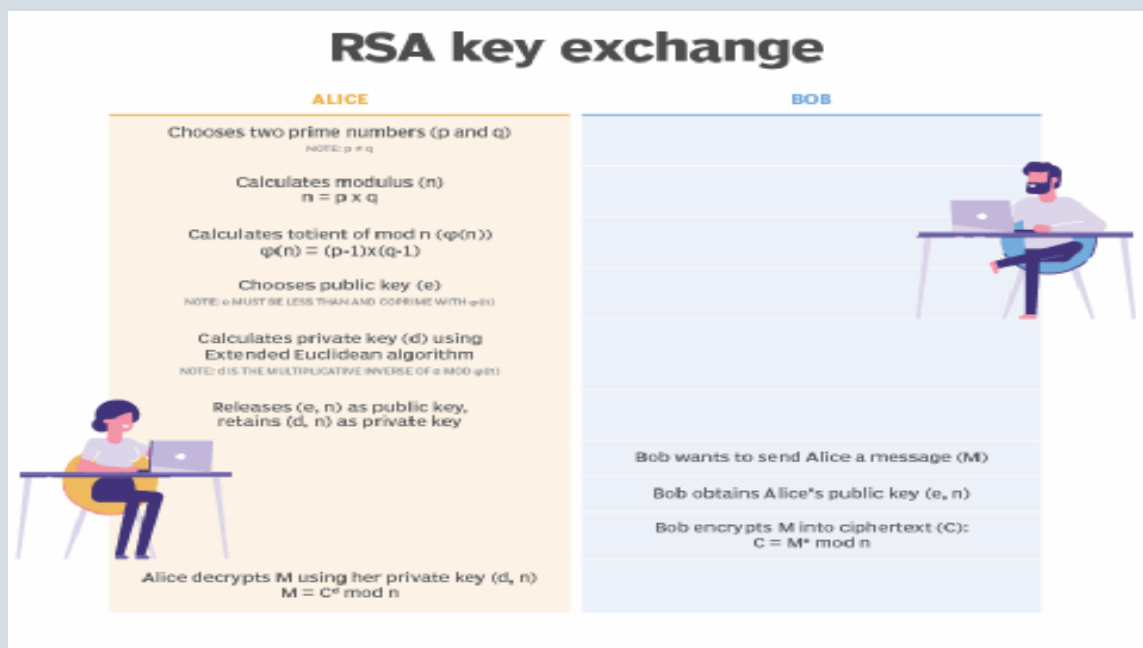 RSA key exchange
ALICE
Chooses two prime numbers (p and q)
NOTE: p ≠ q
Calculates modulus (n)
n = p x q
Calculates totient of mod n (φ(n))
φ(n) = (p-1)x(q-1)
Chooses public key (e)
NOTE: e MUST BE LESS THAN AND COPRIME WITH φ(n)
Calculates private key (d) using
Extended Euclidean algorithm
NOTE: d IS THE MULTIPLICATIVE INVERSE OF e MOD φ(n)
Releases (e, n) as public key,
retains (d, n) as private key
BOB
Bob wants to send Alice a message (M)
Bob obtains Alice's public key (e, n)
Bob encrypts M into ciphertext (C):
C = Mᵉ mod n
Alice decrypts M using her private key (d, n)
M = Cᵈ mod n